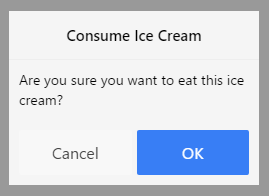 Consume Ice Cream
Are you sure you want to eat this ice
cream?
Cancel
OK